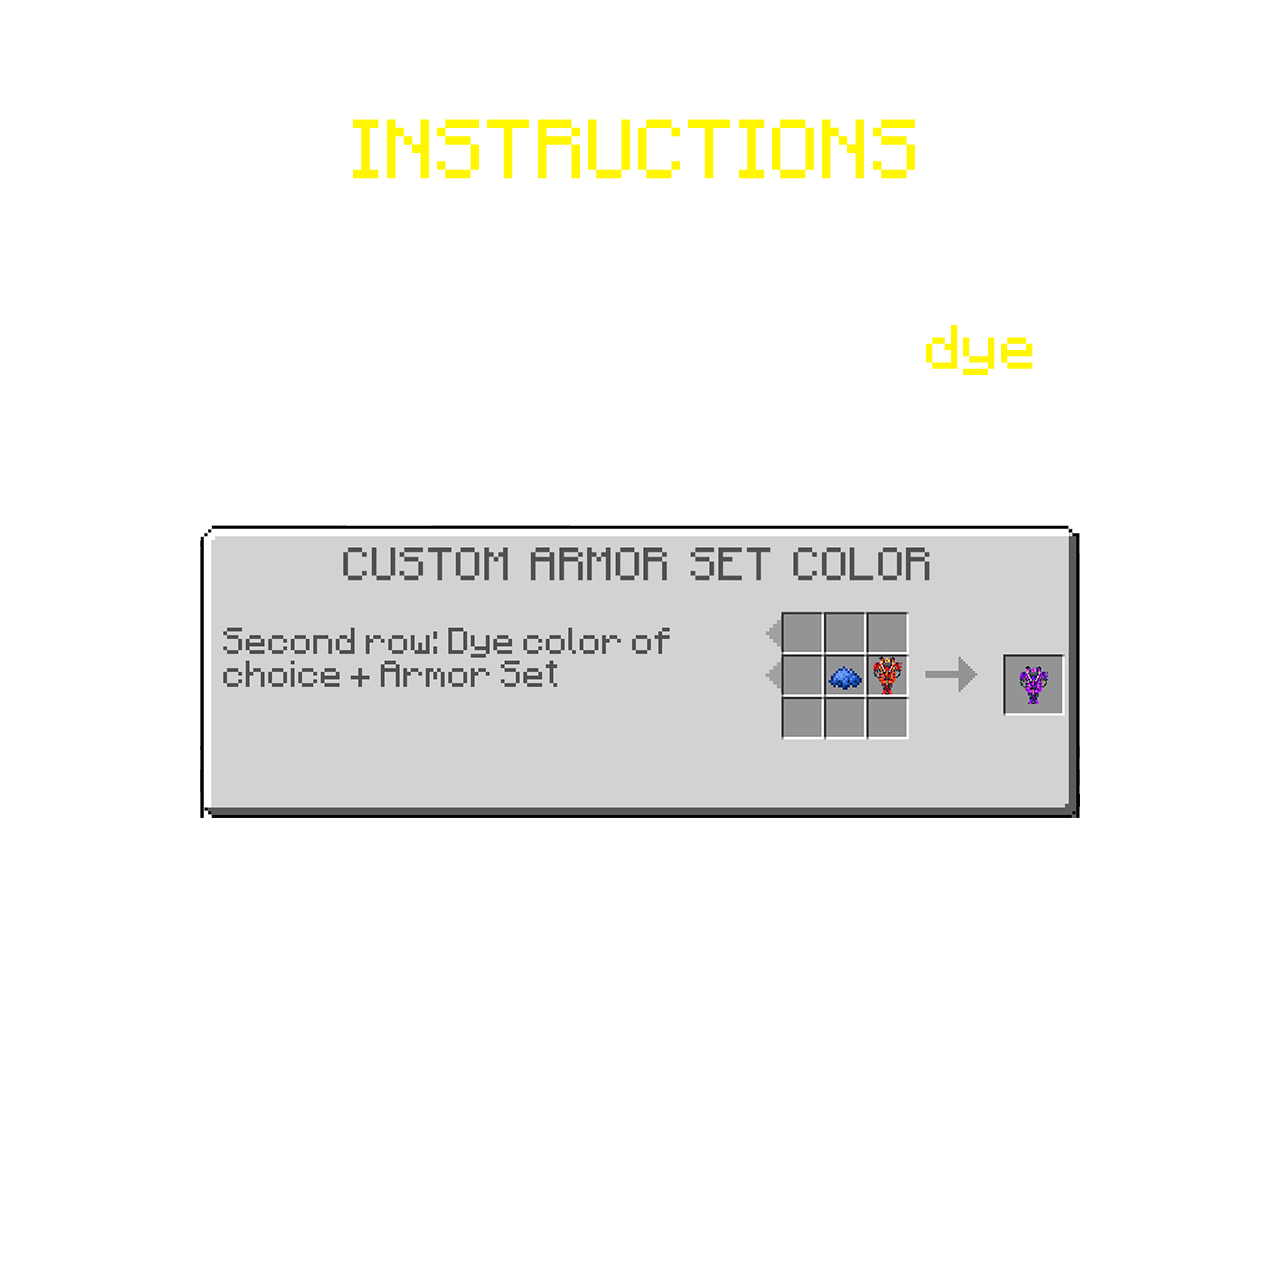 INSTRUCTIONS
dye
CUSTOM ARMOR SET COLOR
Second row: Dye color of
choice + Armor Set